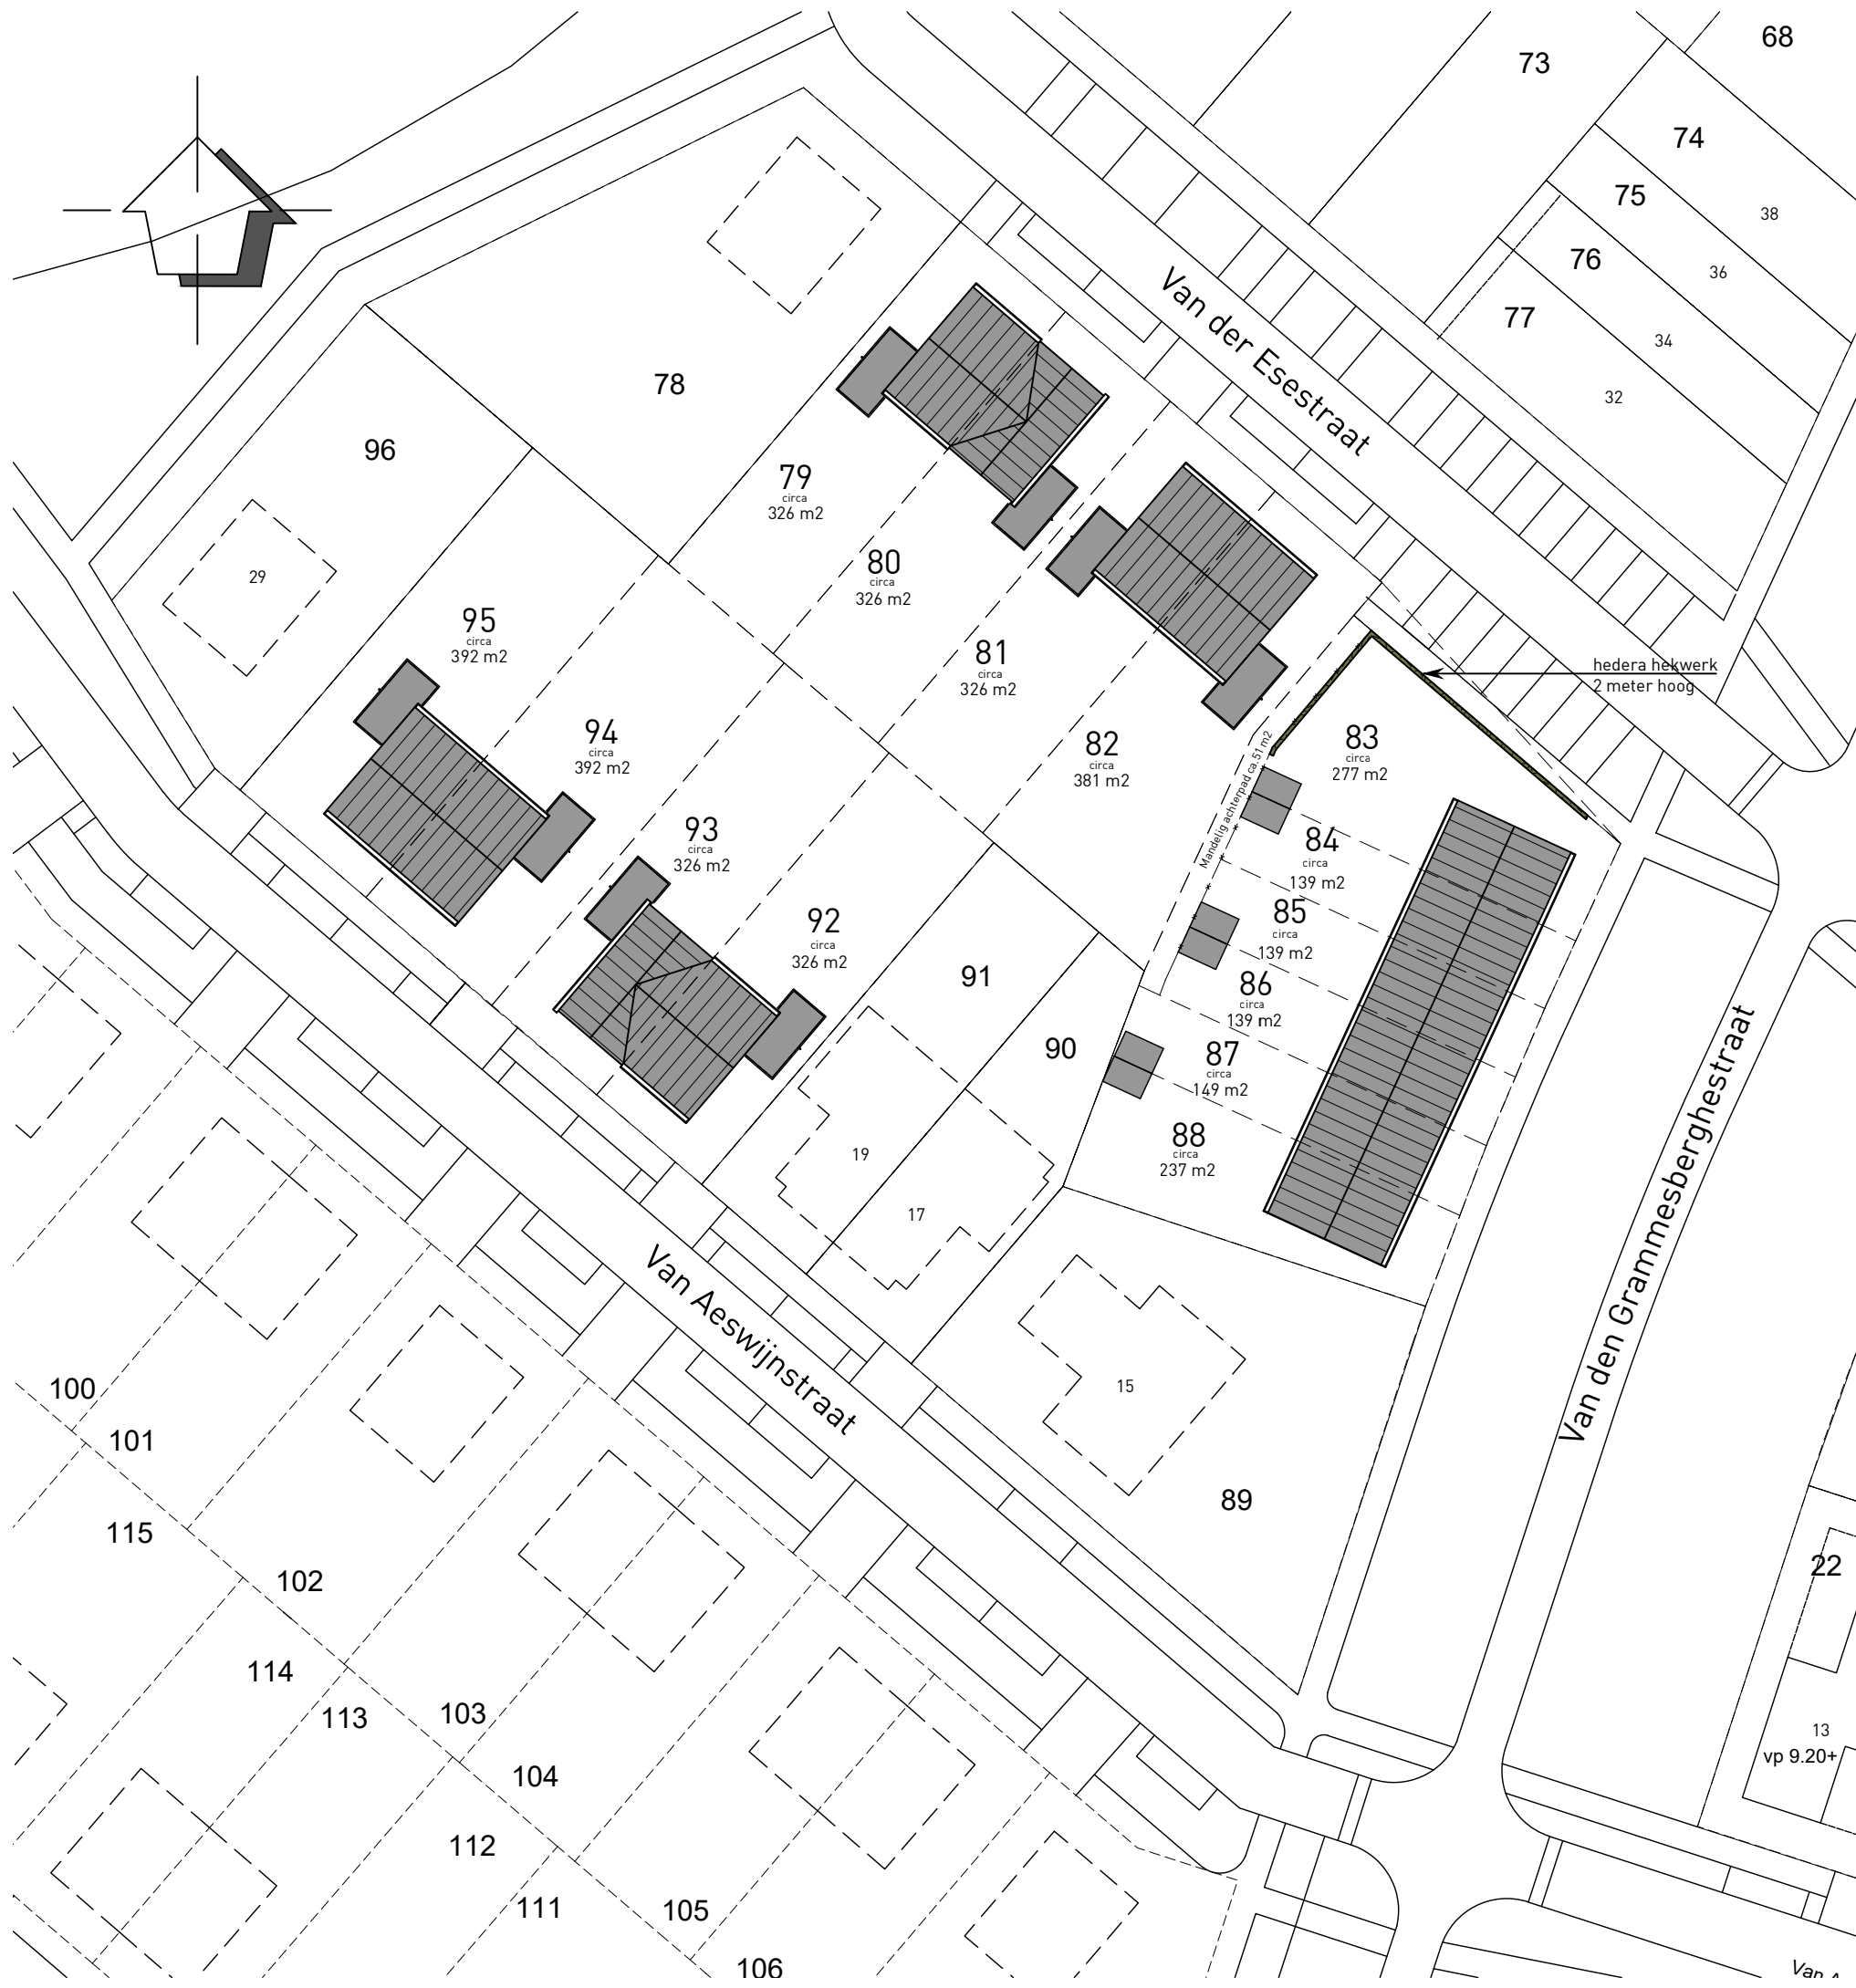 68
73
74
38
75
36
76
34
77
32
Van der Esestraat
78
96
29
79
circa
326 m2
80
circa
326 m2
81
circa
326 m2
82
circa
381 m2
hedera hekwerk
2 meter hoog
83
circa
277 m2
Mandelig achterpad ca. 51 m2
84
circa
139 m2
85
circa
139 m2
86
circa
139 m2
87
circa
149 m2
88
circa
237 m2
95
circa
392 m2
94
circa
392 m2
93
circa
326 m2
92
circa
326 m2
91
90
19
17
15
89
Van Aeswijnstraat
Van den Grammesberghestraat
22
13
vp 9.20+
100
101
115
102
114
113
103
104
112
111
105
106
Van A